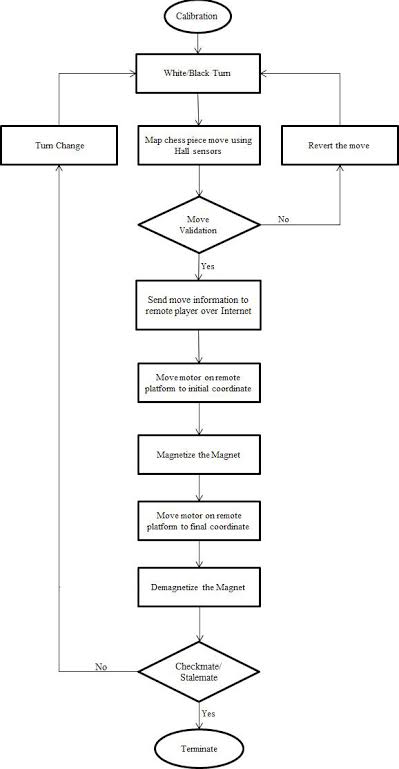 Calibration
White/Black Turn
Turn Change
Map chess piece move using
Hall sensors
Revert the move
Move
Validation
No
Yes
Send move information to
remote player over Internet
Move motor on remote
platform to initial coordinate
Magnetize the Magnet
Move motor on remote
platform to final coordinate
Demagnetize the Magnet
No
Checkmate/
Stalemate
Yes
Terminate